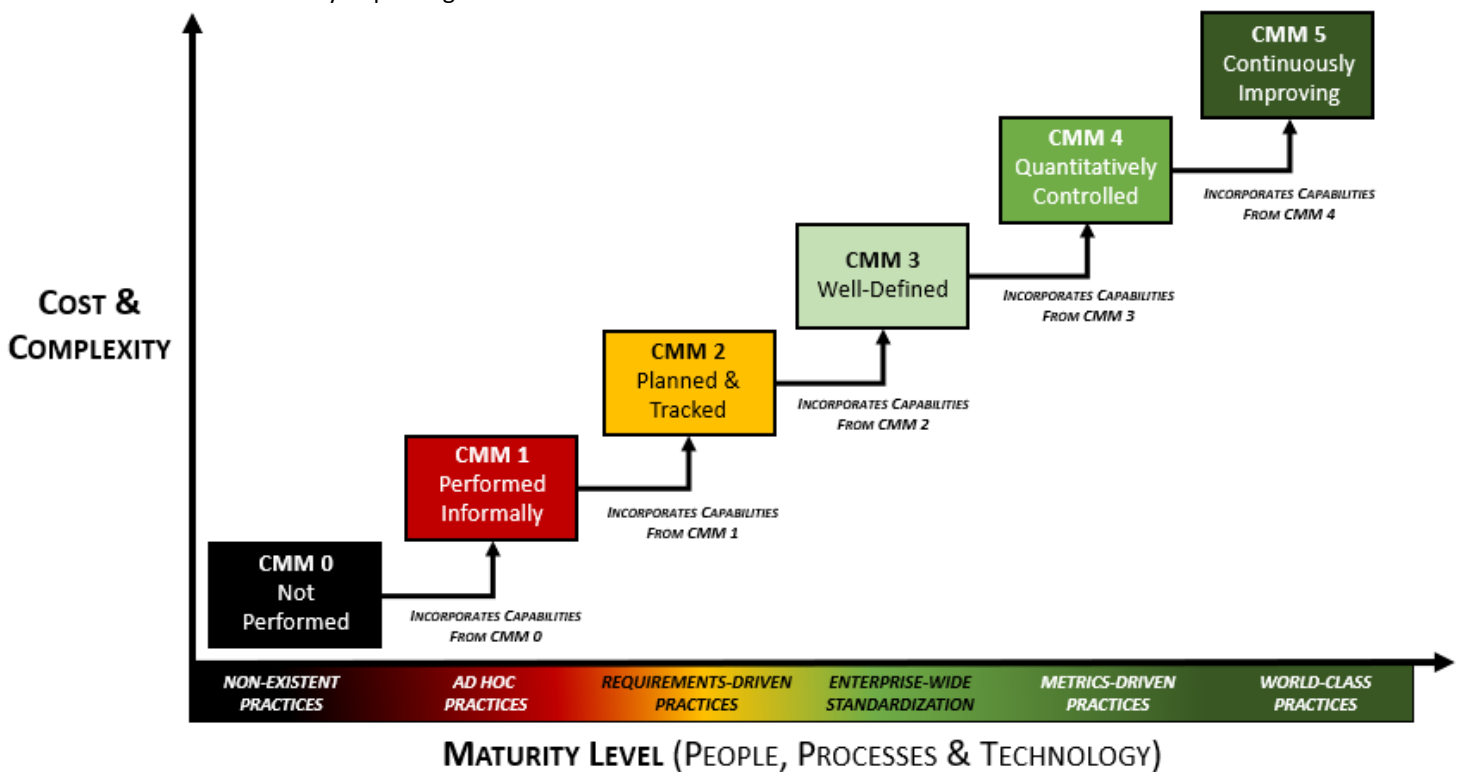 CMM 5
Continuously
Improving
CMM 4
Quantitatively
Controlled
INCORPORATES CAPABILITIES
FROM CMM 4
CMM 3
Well-Defined
INCORPORATES CAPABILITIES
FROM CMM 3
COST &
COMPLEXITY
CMM 2
Planned &
Tracked
INCORPORATES CAPABILITIES
FROM CMM 2
CMM 1
Performed
Informally
INCORPORATES CAPABILITIES
FROM CMM 1
CMM 0
Not
Performed
INCORPORATES CAPABILITIES
FROM CMM 0
NON-EXISTENT
PRACTICES
AD HOC
PRACTICES
REQUIREMENTS-DRIVEN
PRACTICES
ENTERPRISE-WIDE
STANDARDIZATION
METRICS-DRIVEN
PRACTICES
WORLD-CLASS
PRACTICES
MATURITY LEVEL (PEOPLE, PROCESSES & TECHNOLOGY)